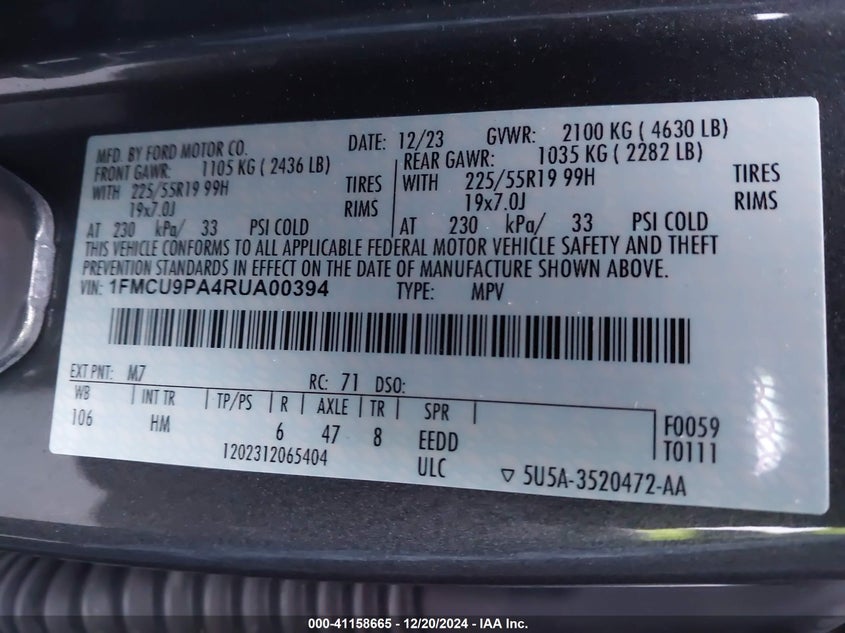 MFD. BY FORD MOTOR CO. DATE: 12/23 GVWR: 2100 KG ( 4630 LB)
FRONT GAWR: 1105 KG ( 2436 LB) REAR GAWR: 1035 KG ( 2282 LB)
WITH 225/55R19 99H TIRES WITH 225/55R19 99H TIRES
19x7.0J RIMS 19x7.0J RIMS
AT 230 kPa/ 33 PSI COLD AT 230 kPa/ 33 PSI COLD
THIS VEHICLE CONFORMS TO ALL APPLICABLE FEDERAL MOTOR VEHICLE SAFETY AND THEFT
PREVENTION STANDARDS IN EFFECT ON THE DATE OF MANUFACTURE SHOWN ABOVE.
VIN: 1FMCU9PA4RUA00394 TYPE: MPV
EXT PNT: M7 RC: 71 DSO:
WB INT TR TP/PS R AXLE TR SPR F0059
106 HM 6 47 8 EEDD T0111
1202312065404 ULC ▽ 5U5A-3520472-AA
000-41158665 - 12/20/2024 - IAA Inc.